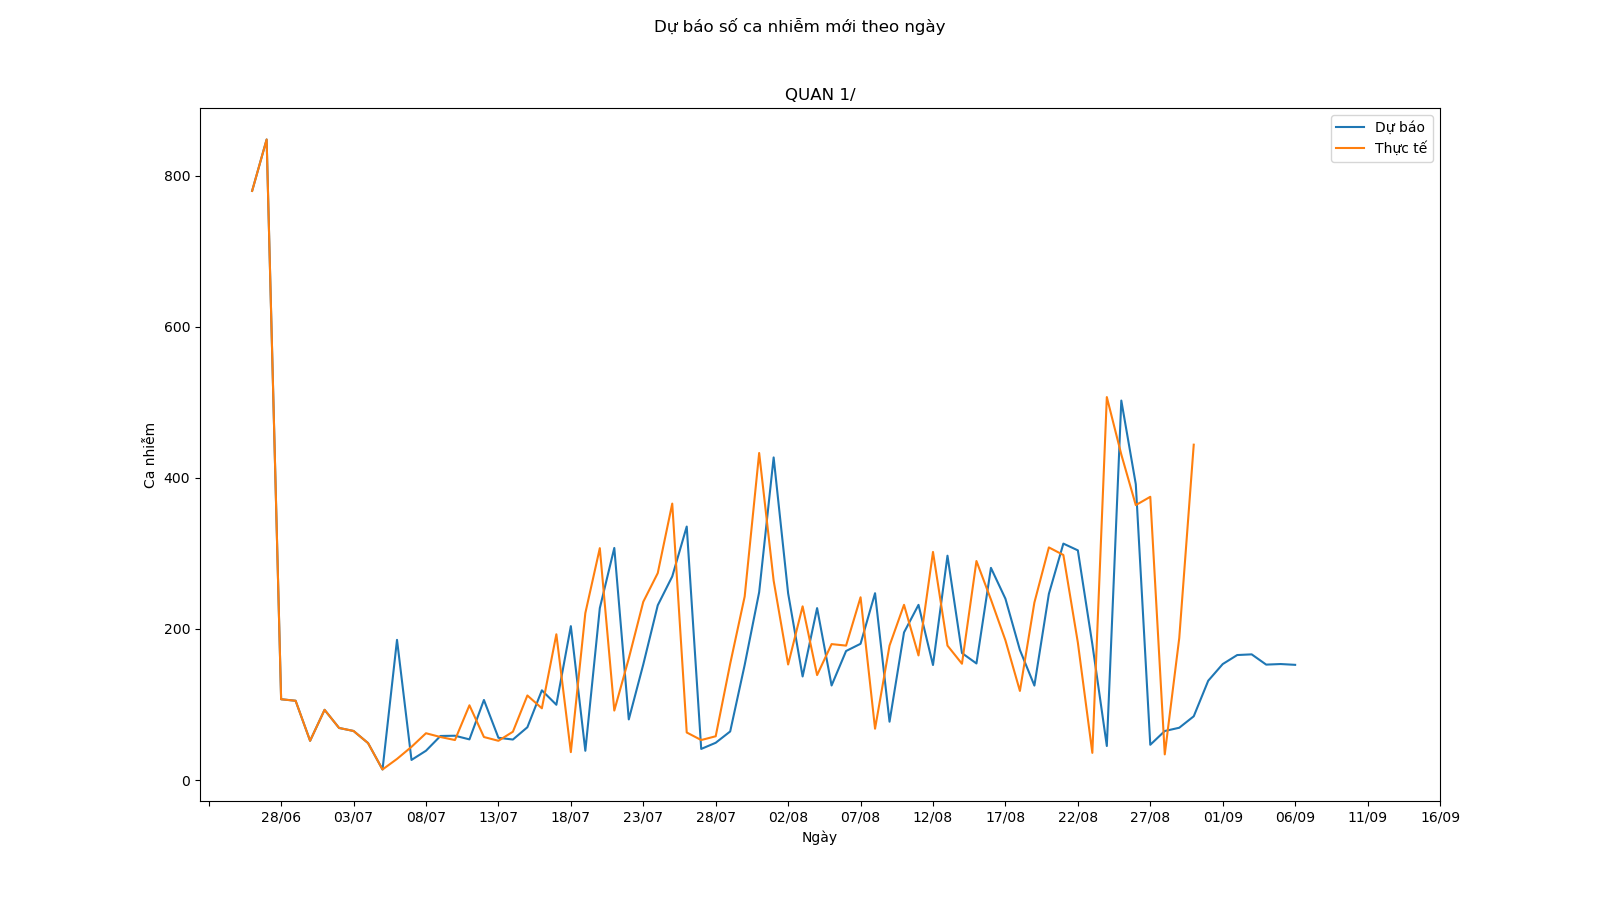 Dự báo số ca nhiễm mới theo ngày
QUAN 1/
Dự báo
Thực tế
800
600
400
200
0
Ca nhiễm
28/06 03/07 08/07 13/07 18/07 23/07 28/07 02/08 07/08 12/08 17/08 22/08 27/08 01/09 06/09 11/09 16/09
Ngày